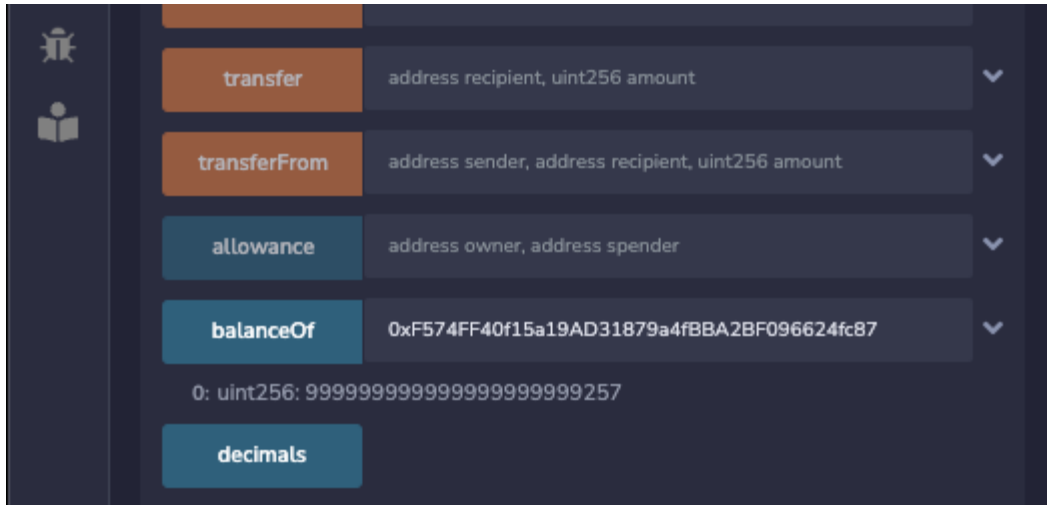 transfer
address recipient, uint256 amount
transferFrom
address sender, address recipient, uint256 amount
allowance
address owner, address spender
balanceOf
0xF574FF40f15a19AD31879a4fBBA2BF096624fc87
0: uint256: 999999999999999999999257
decimals